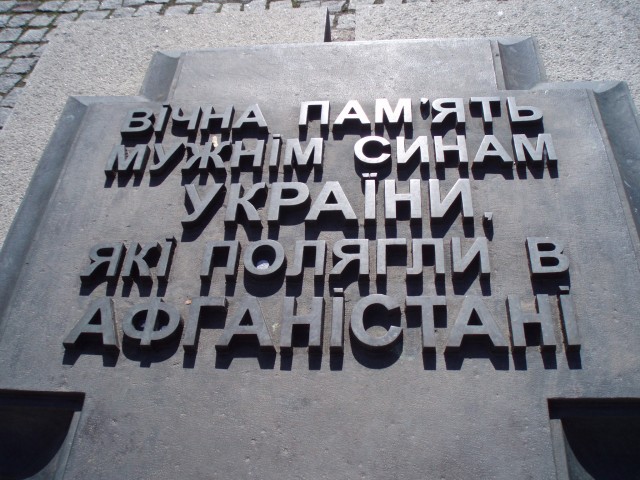 ВІЧНА ПАМ'ЯТЬ
МУЖНІМ СИНАМ
УКРАЇНИ,
ЯКІ ПОЛЯГЛИ В
АФГАНІСТАНІ